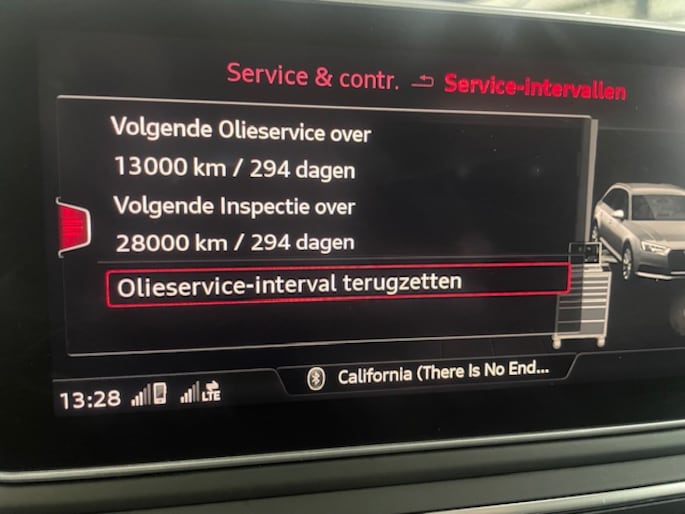 Service & contr. Service-intervallen
Volgende Olieservice over
13000 km / 294 dagen
Volgende Inspectie over
28000 km / 294 dagen
Olieservice-interval terugzetten
13:28 LTE California (There Is No End...